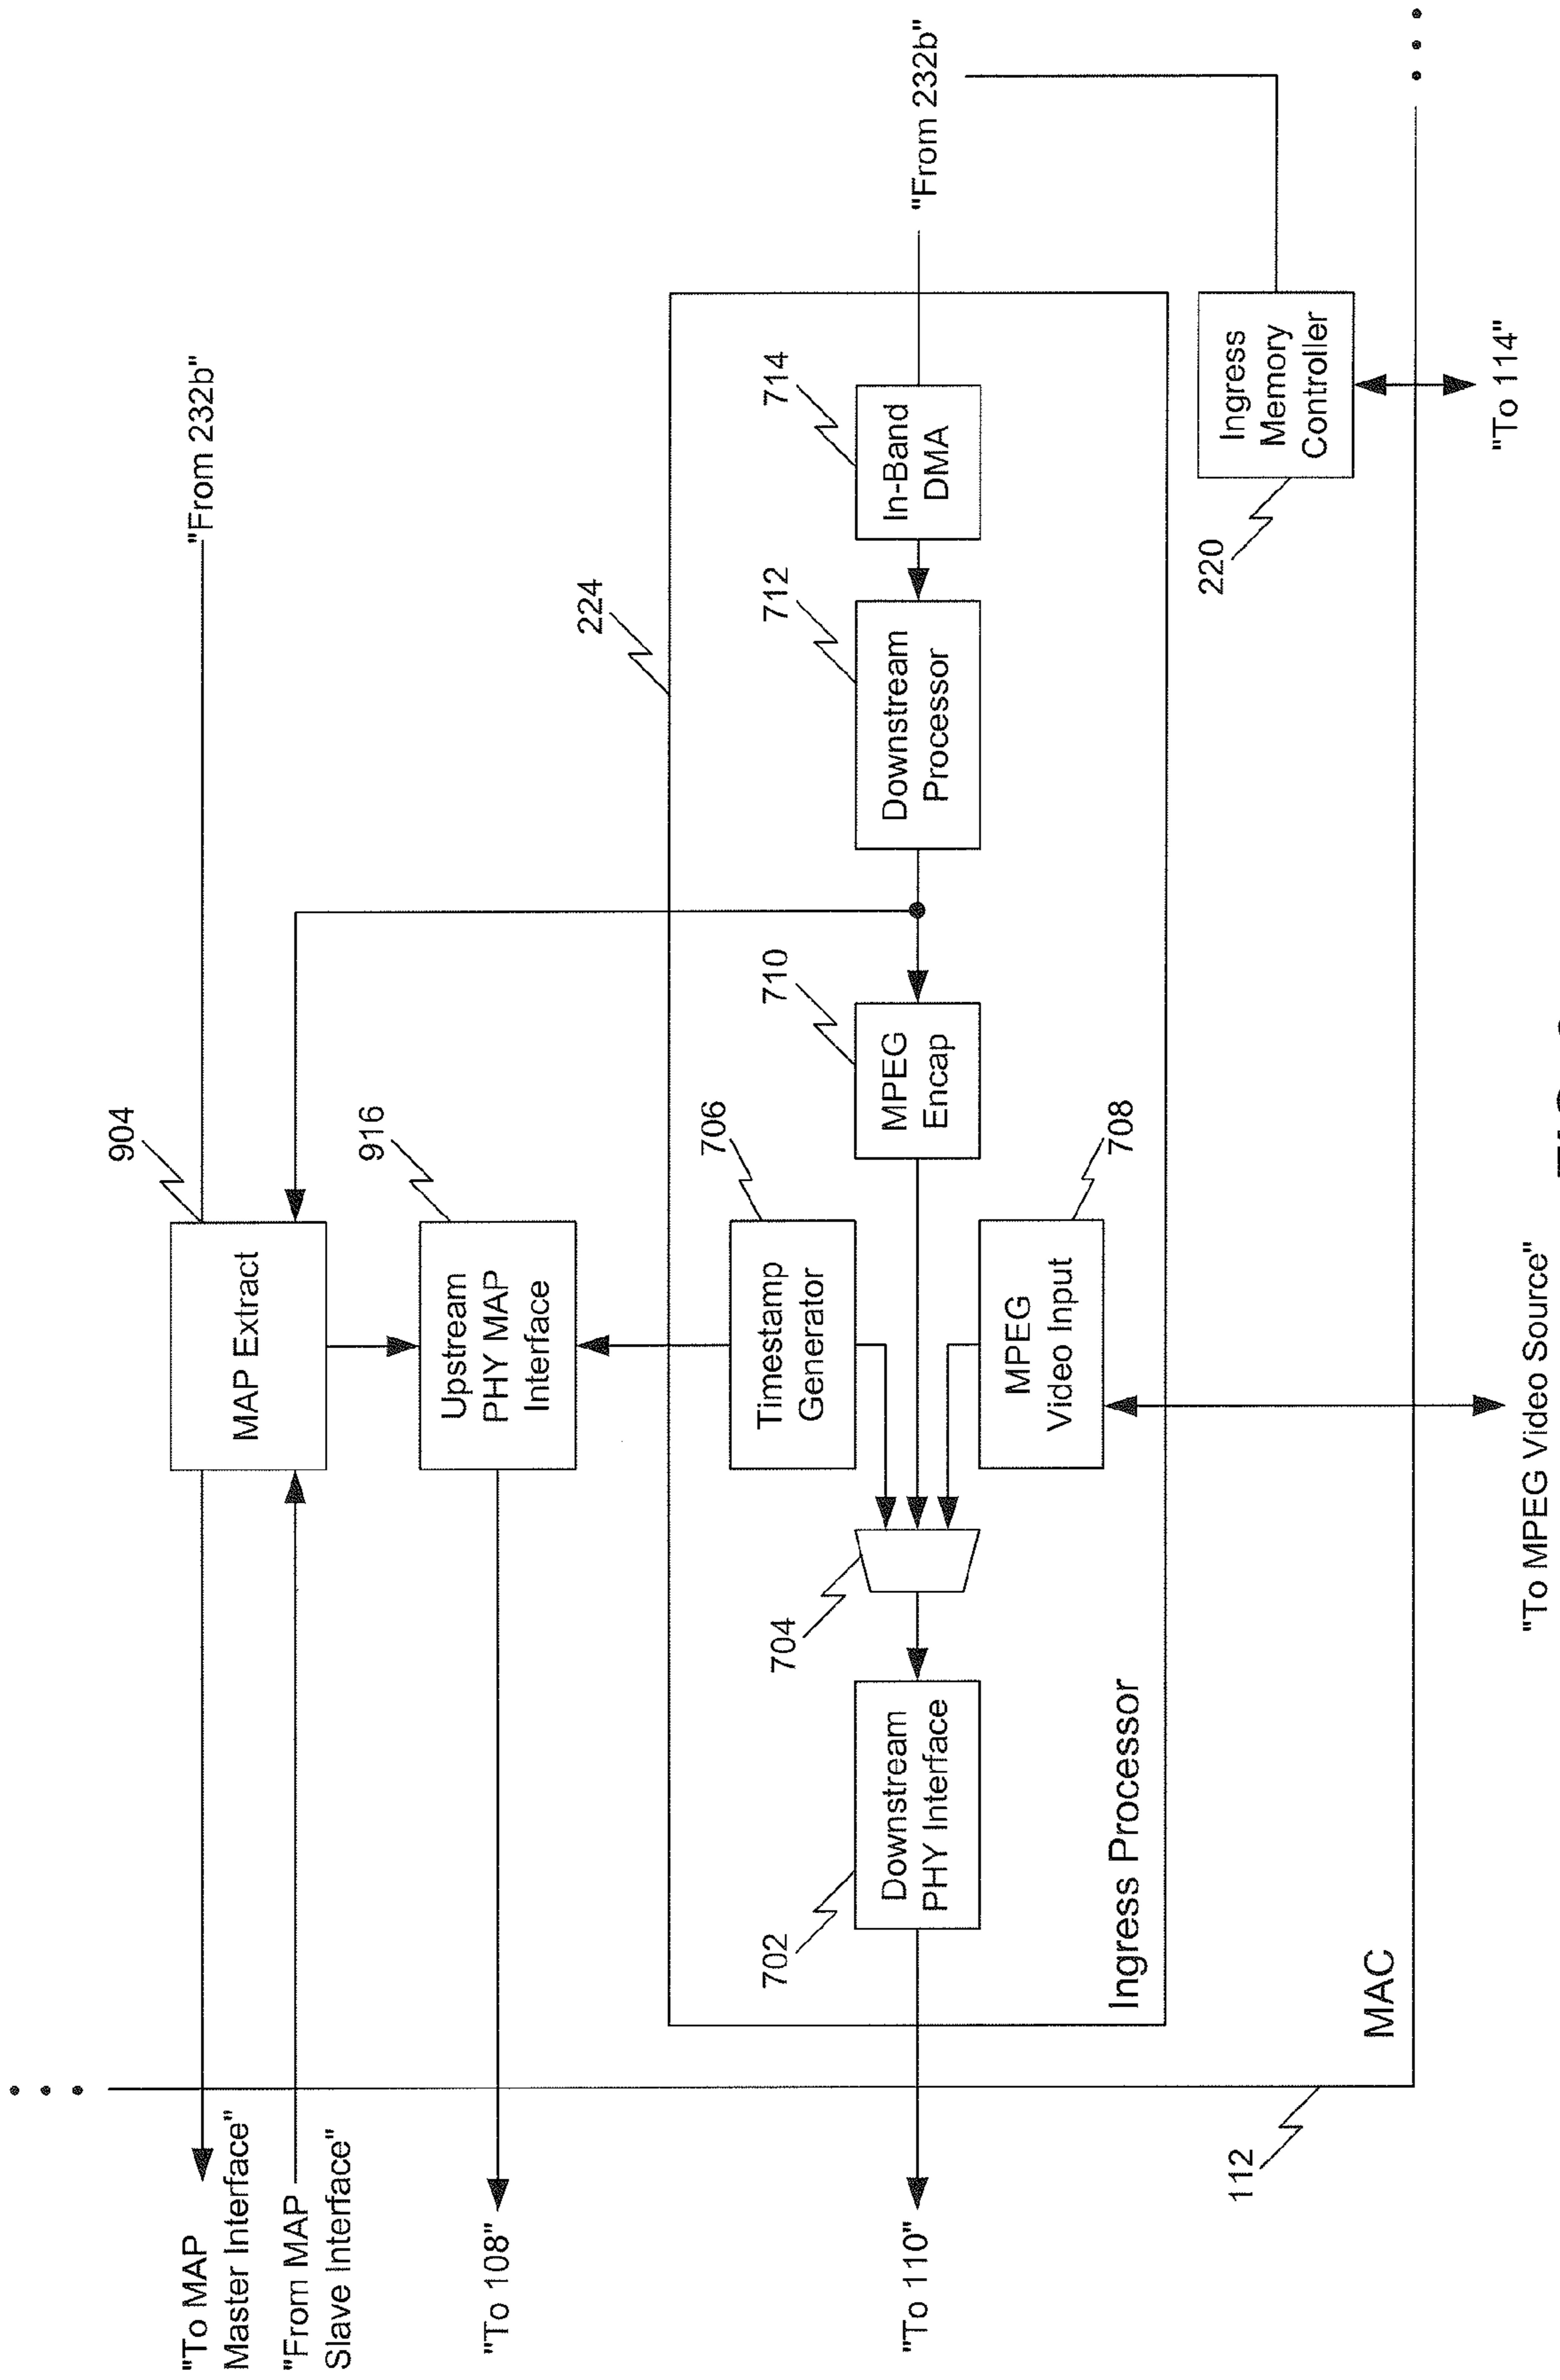 "To MAP
Master Interface"
"From MAP
Slave Interface"
904
MAP Extract
"From 232b"
"To 108"
916
Upstream
PHY MAP
Interface
224
706
Timestamp
Generator
"To 110"
702
Downstream
PHY Interface
704
710
MPEG
Encap
712
Downstream
Processor
714
In-Band
DMA
"From 232b"
MPEG
Video Input
708
Ingress Processor
220
Ingress
Memory
Controller
112
MAC
"To 114"
"To MPEG Video Source"